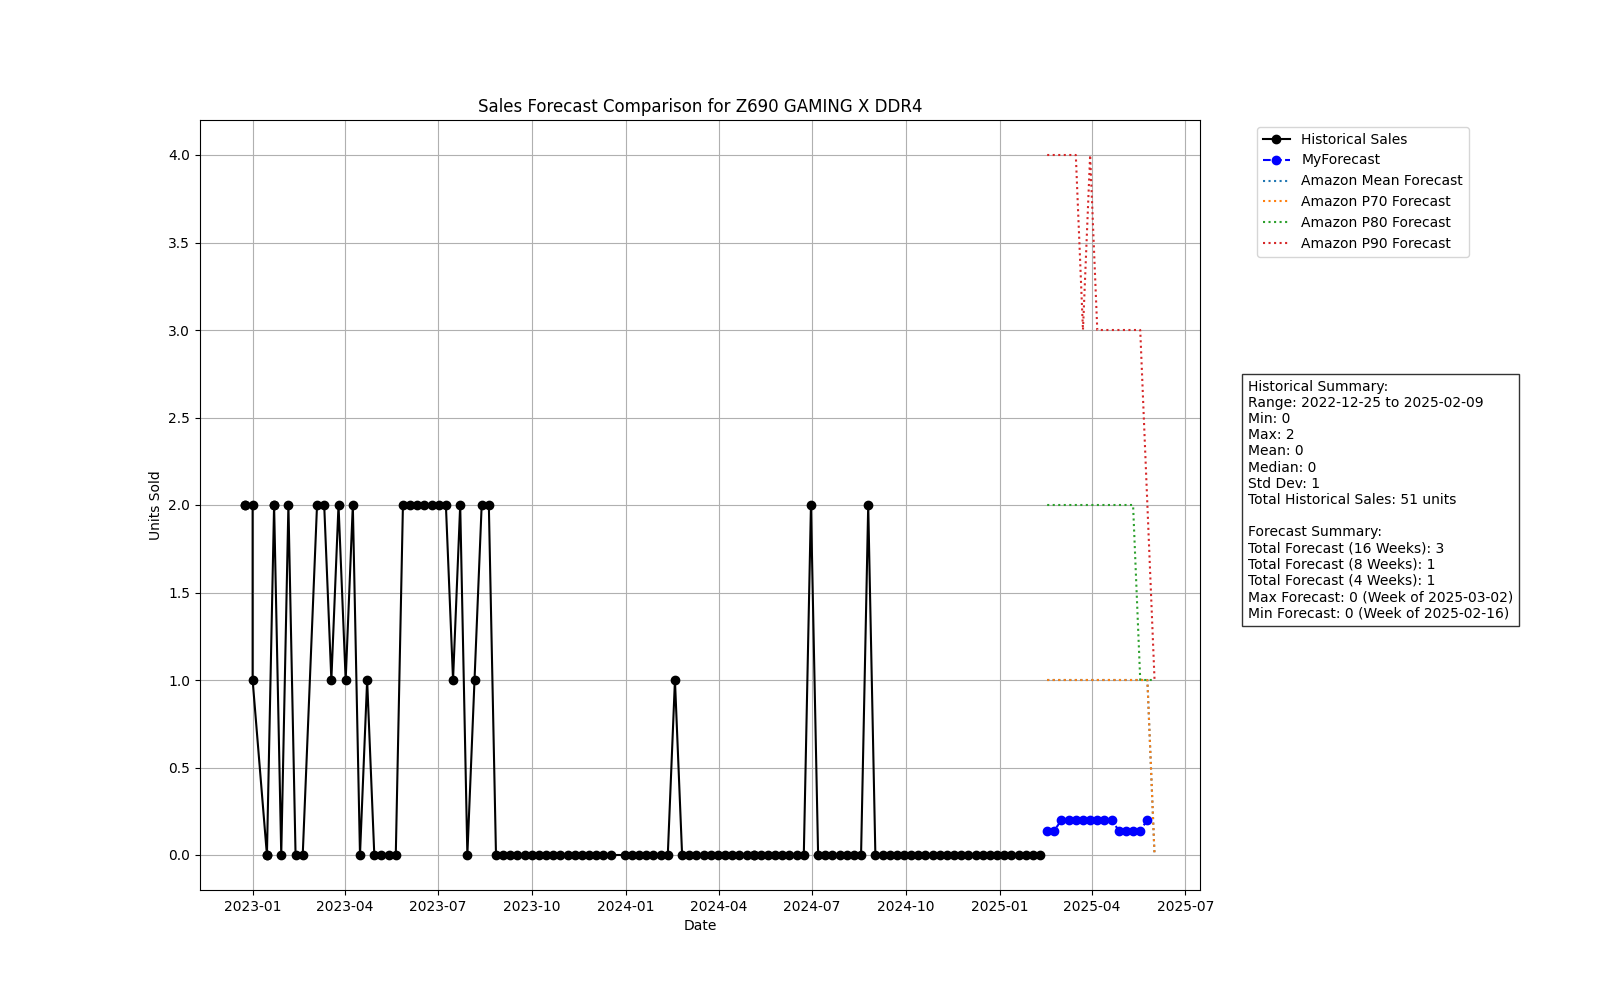 Sales Forecast Comparison for Z690 GAMING X DDR4
Historical Sales
MyForecast
Amazon Mean Forecast
Amazon P70 Forecast
Amazon P80 Forecast
Amazon P90 Forecast
Units Sold
4.0
3.5
3.0
2.5
2.0
1.5
1.0
0.5
0.0
2023-01
2023-04
2023-07
2023-10
2024-01
2024-04
2024-07
2024-10
2025-01
2025-04
2025-07
Date
Historical Summary:
Range: 2022-12-25 to 2025-02-09
Min: 0
Max: 2
Mean: 0
Median: 0
Std Dev: 1
Total Historical Sales: 51 units
Forecast Summary:
Total Forecast (16 Weeks): 3
Total Forecast (8 Weeks): 1
Total Forecast (4 Weeks): 1
Max Forecast: 0 (Week of 2025-03-02)
Min Forecast: 0 (Week of 2025-02-16)